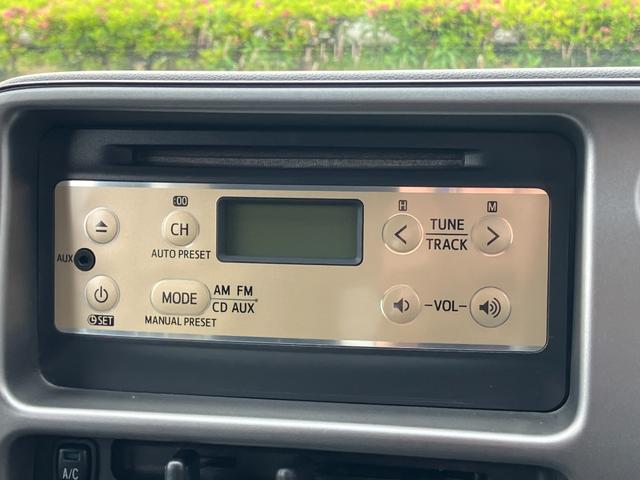 :00
CH
AUTO PRESET
AUX
MODE
AM FM
CD AUX
MANUAL PRESET
SET
H
M
TUNE
TRACK
-VOL-
A/C